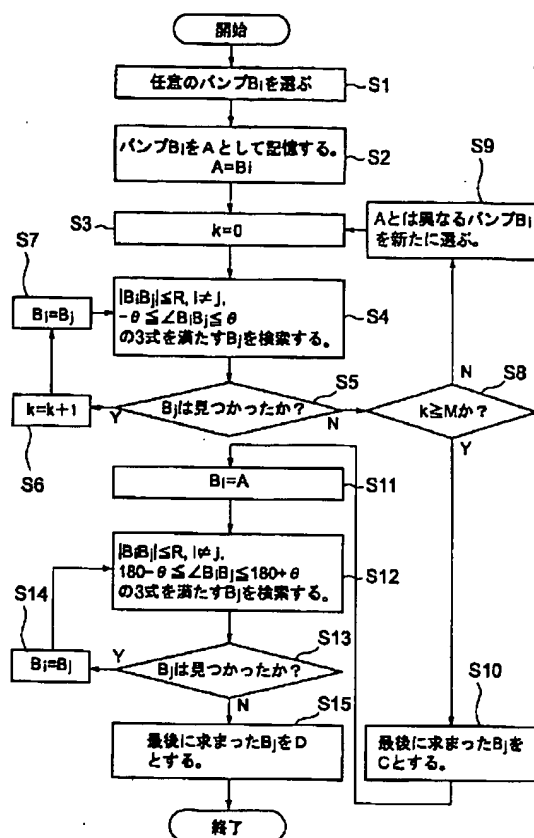 開始
任意のバンプBiを選ぶ
S1
バンプBiをAとして記憶する。
A=Bi
S2
S9
Aとは異なるバンプBi
を新たに選ぶ。
S3
k=0
S7
Bi=Bj
|BiBj|≦R, i≠j,
-θ≦∠BiBj≦θ
の3式を満たすBjを検索する。
S4
S5
Bjは見つかったか?
Y
N
k=k+1
S6
S8
k≧Mか?
N
Y
Bi=A
S11
|BiBj|≦R, i≠j,
180-θ≦∠BiBj≦180+θ
の3式を満たすBjを検索する。
S12
S14
Bi=Bj
S13
Bjは見つかったか?
Y
N
S15
最後に求まったBjをD
とする。
S10
最後に求まったBjを
Cとする。
終了